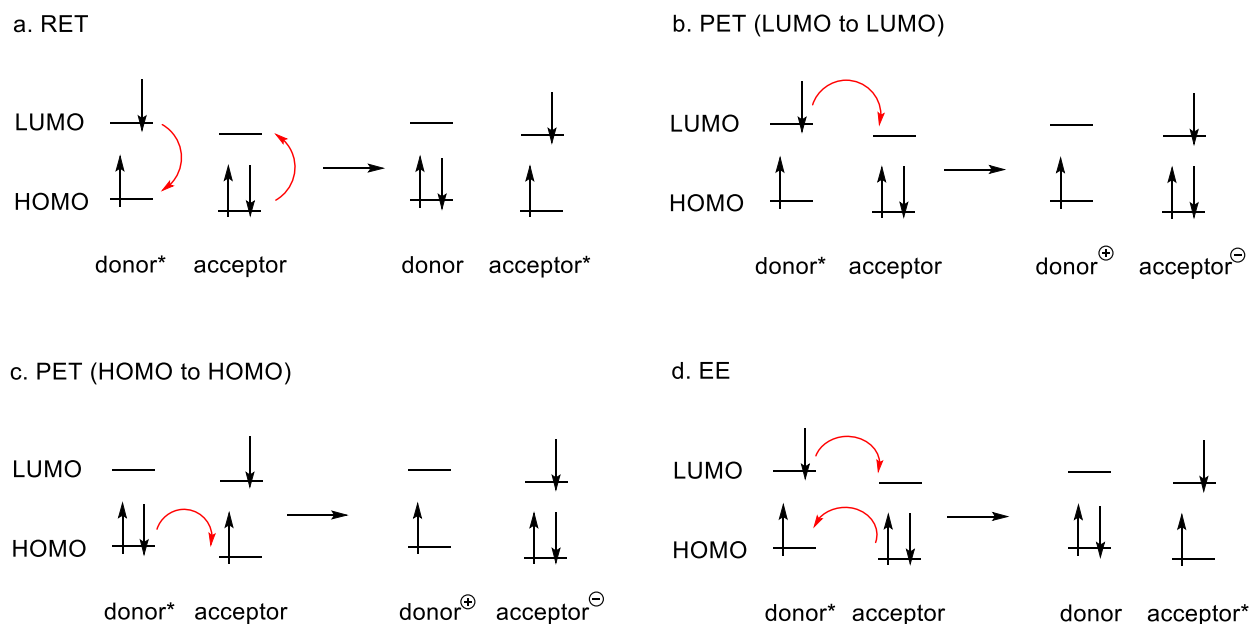 a. RET
LUMO
HOMO
donor* acceptor donor acceptor*
b. PET (LUMO to LUMO)
LUMO
HOMO
donor* acceptor donor⊕ acceptor⊖
c. PET (HOMO to HOMO)
LUMO
HOMO
donor* acceptor donor⊕ acceptor⊖
d. EE
LUMO
HOMO
donor* acceptor donor acceptor*